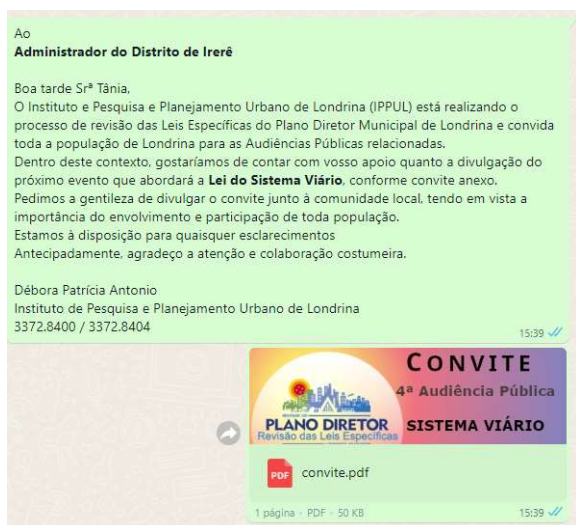 Ao
Administrador do Distrito de Irerê
Boa tarde Srª Tânia,
O Instituto e Pesquisa e Planejamento Urbano de Londrina (IPPUL) está realizando o
processo de revisão das Leis Específicas do Plano Diretor Municipal de Londrina e convida
toda a população de Londrina para as Audiências Públicas relacionadas.
Dentro deste contexto, gostaríamos de contar com vosso apoio quanto a divulgação do
próximo evento que abordará a Lei do Sistema Viário, conforme convite anexo.
Pedimos a gentileza de divulgar o convite junto à comunidade local, tendo em vista a
importância do envolvimento e participação de toda população.
Estamos à disposição para quaisquer esclarecimentos
Antecipadamente, agradeço a atenção e colaboração costumeira.
Débora Patrícia Antonio
Instituto de Pesquisa e Planejamento Urbano de Londrina
3372.8400 / 3372.8404
15:39
CONVITE
4ª Audiência Pública
PLANO DIRETOR
Revisão das Leis Específicas
SISTEMA VIÁRIO
PDF
convite.pdf
1 página · PDF · 50 KB
15:39